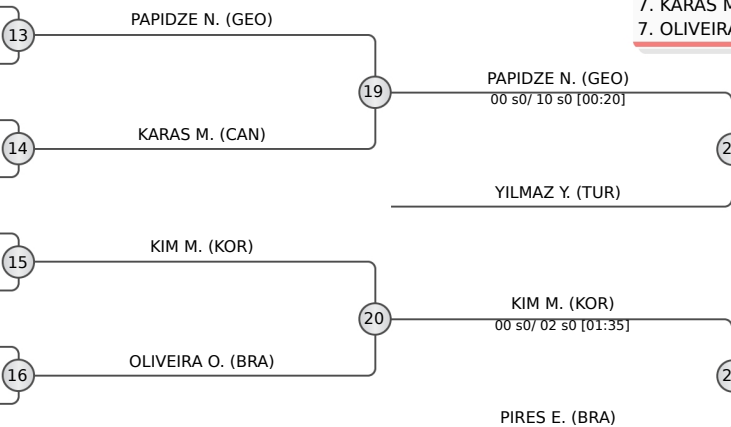 7. KARAS M
7. OLIVEIRA
PAPIDZE N. (GEO)
13
19
PAPIDZE N. (GEO)
00 s0/ 10 s0 [00:20]
KARAS M. (CAN)
14
2
YILMAZ Y. (TUR)
KIM M. (KOR)
15
KIM M. (KOR)
20
00 s0/ 02 s0 [01:35]
OLIVEIRA O. (BRA)
16
2
PIRES E. (BRA)